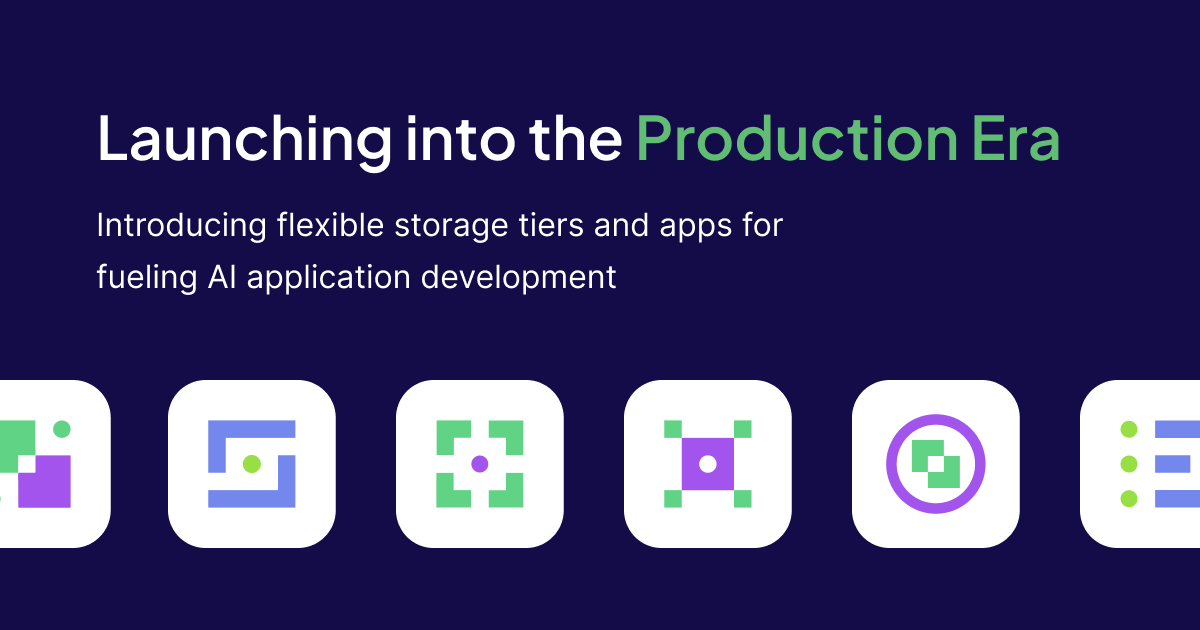 Launching into the Production Era
Introducing flexible storage tiers and apps for
fueling AI application development